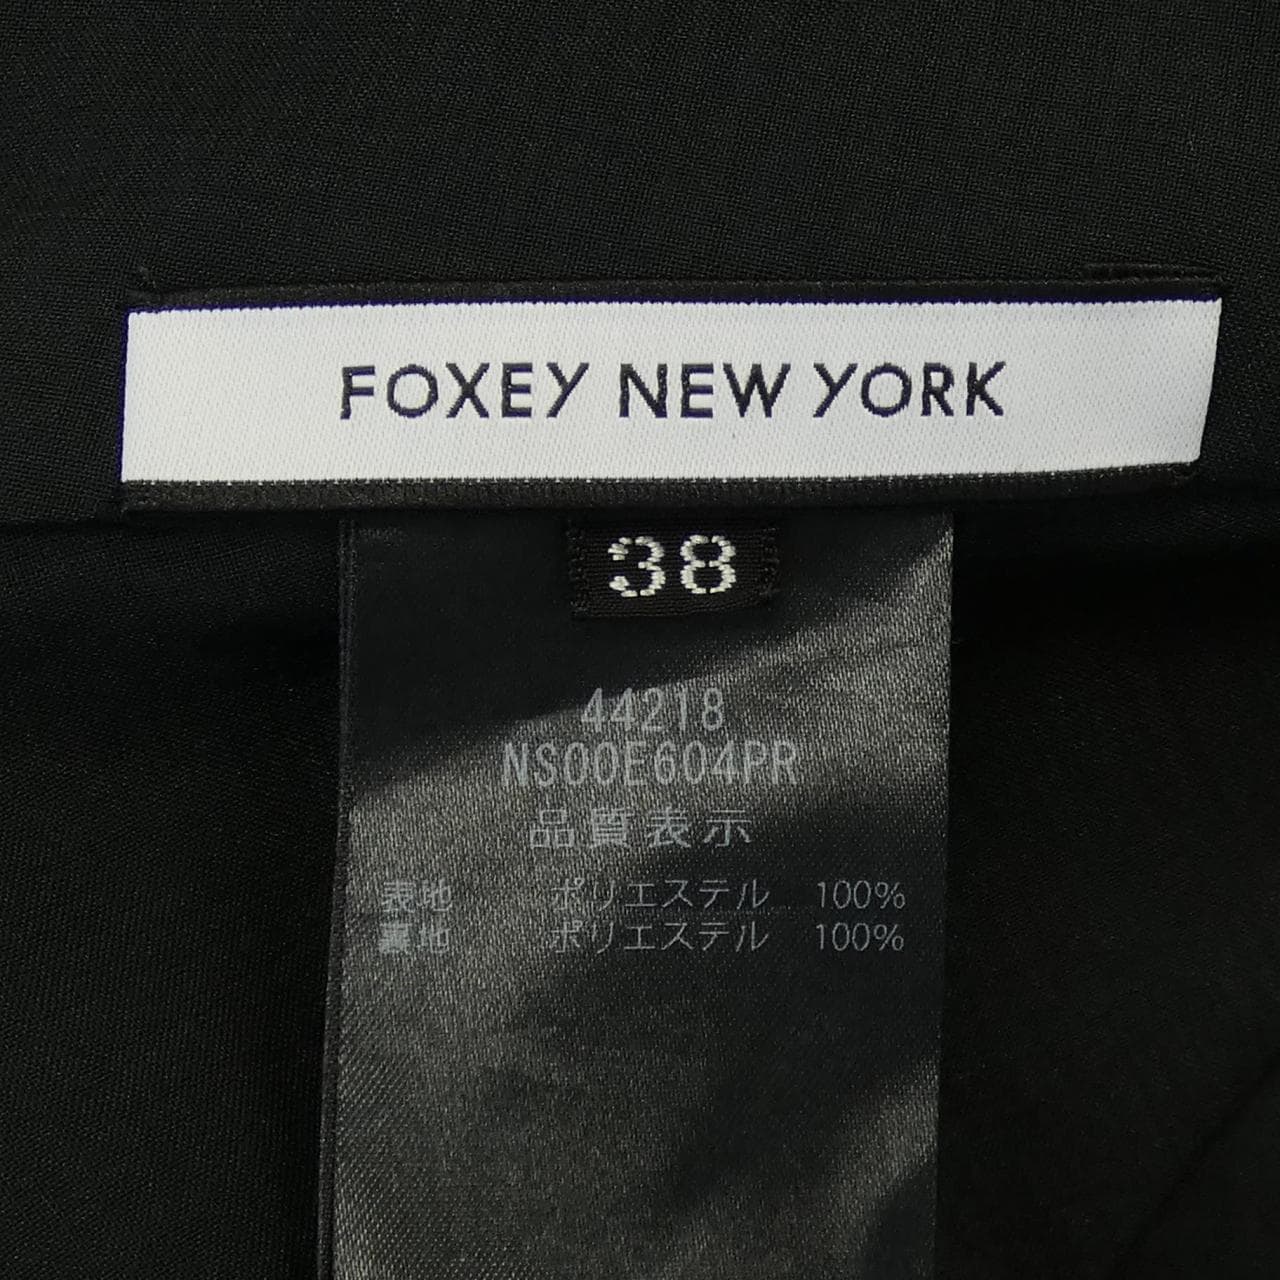 FOXEY NEW YORK
38
44218
NS00E604PR
品質表示
表地 ポリエステル 100%
裏地 ポリエステル 100%